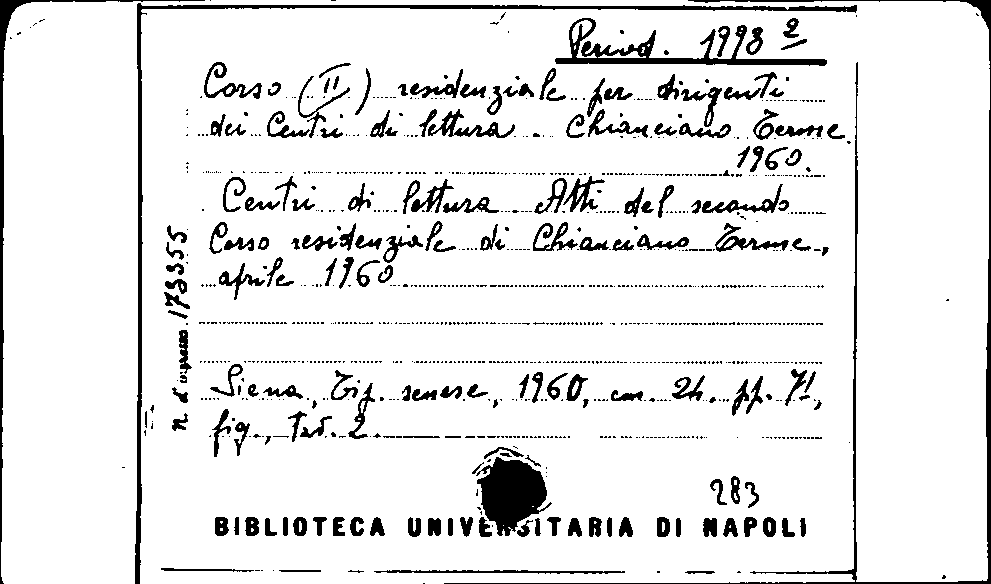 Period. 1998 2
Corso (II) residenziale per dirigenti
dei Centri di lettura. Chianciano Terme.
1960.
Centri di lettura. Atti del secondo
Corso residenziale di Chianciano Terme,
aprile 1960.
n. d'ingresso 173355
Siena, Tip. senese, 1960, cm. 24. pp. 71,
fig., tav. 2.
283
BIBLIOTECA UNIVERSITARIA DI NAPOLI